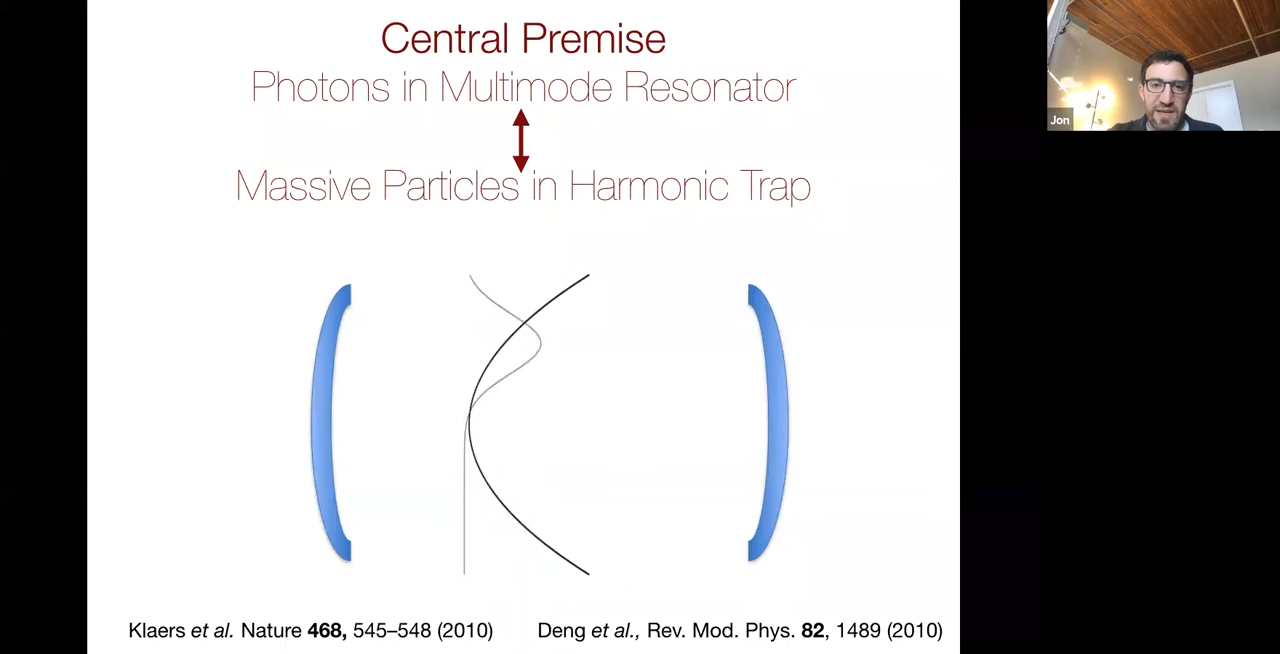 Central Premise
Photons in Multimode Resonator
Massive Particles in Harmonic Trap
Jon
Klaers et al. Nature 468, 545–548 (2010)
Deng et al., Rev. Mod. Phys. 82, 1489 (2010)